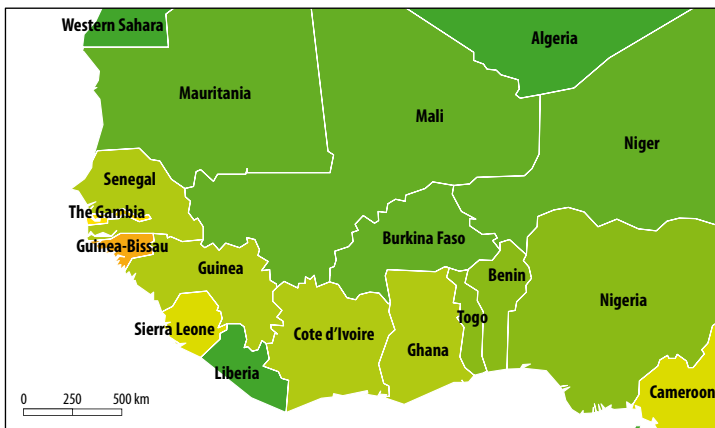 Western Sahara
Algeria
Mauritania
Mali
Niger
Senegal
The Gambia
Guinea-Bissau
Burkina Faso
Guinea
Benin
Nigeria
Togo
Sierra Leone
Cote d'Ivoire
Ghana
Liberia
Cameroon
0 250 500 km